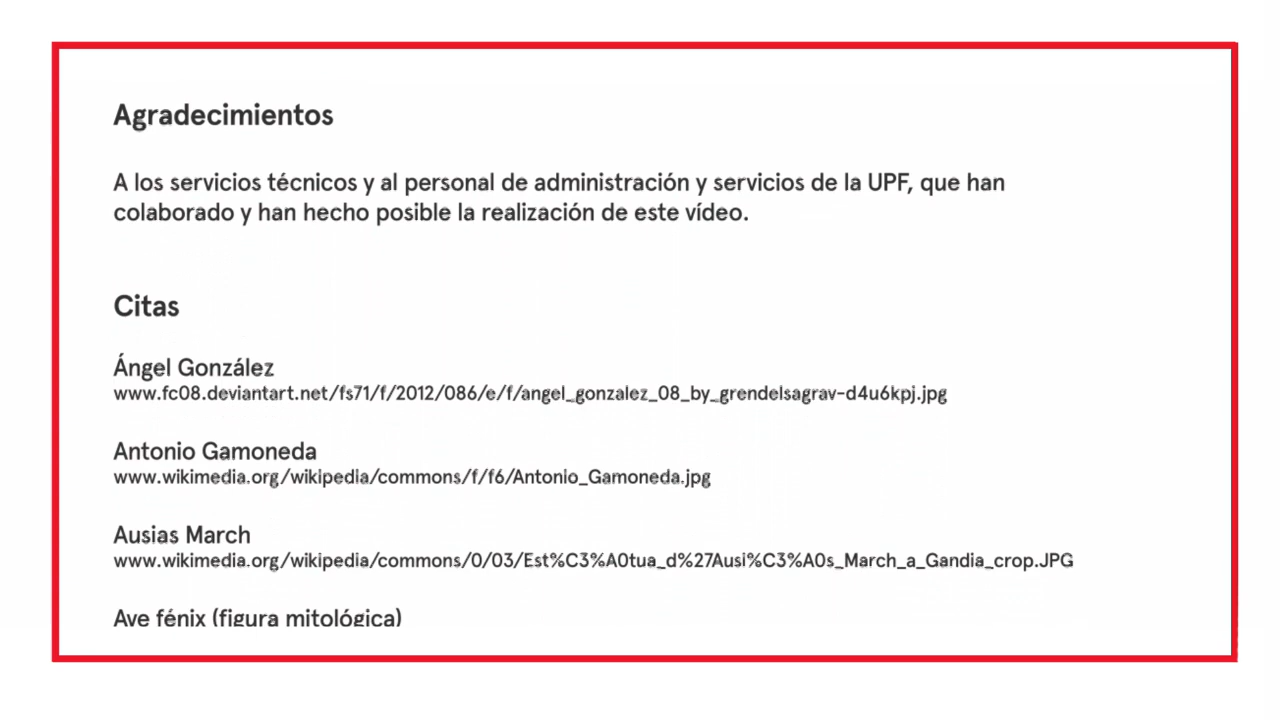 Agradecimientos
A los servicios técnicos y al personal de administración y servicios de la UPF, que han
colaborado y han hecho posible la realización de este vídeo.
Citas
Ángel González
www.fc08.deviantart.net/fs71/f/2012/086/e/f/angel_gonzalez_08_by_grendelsagrav-d4u6kpj.jpg
Antonio Gamoneda
www.wikimedia.org/wikipedia/commons/f/f6/Antonio_Gamoneda.jpg
Ausias March
www.wikimedia.org/wikipedia/commons/0/03/Est%C3%A0tua_d%27Ausi%C3%A0s_March_a_Gandia_crop.JPG
Ave fénix (figura mitológica)